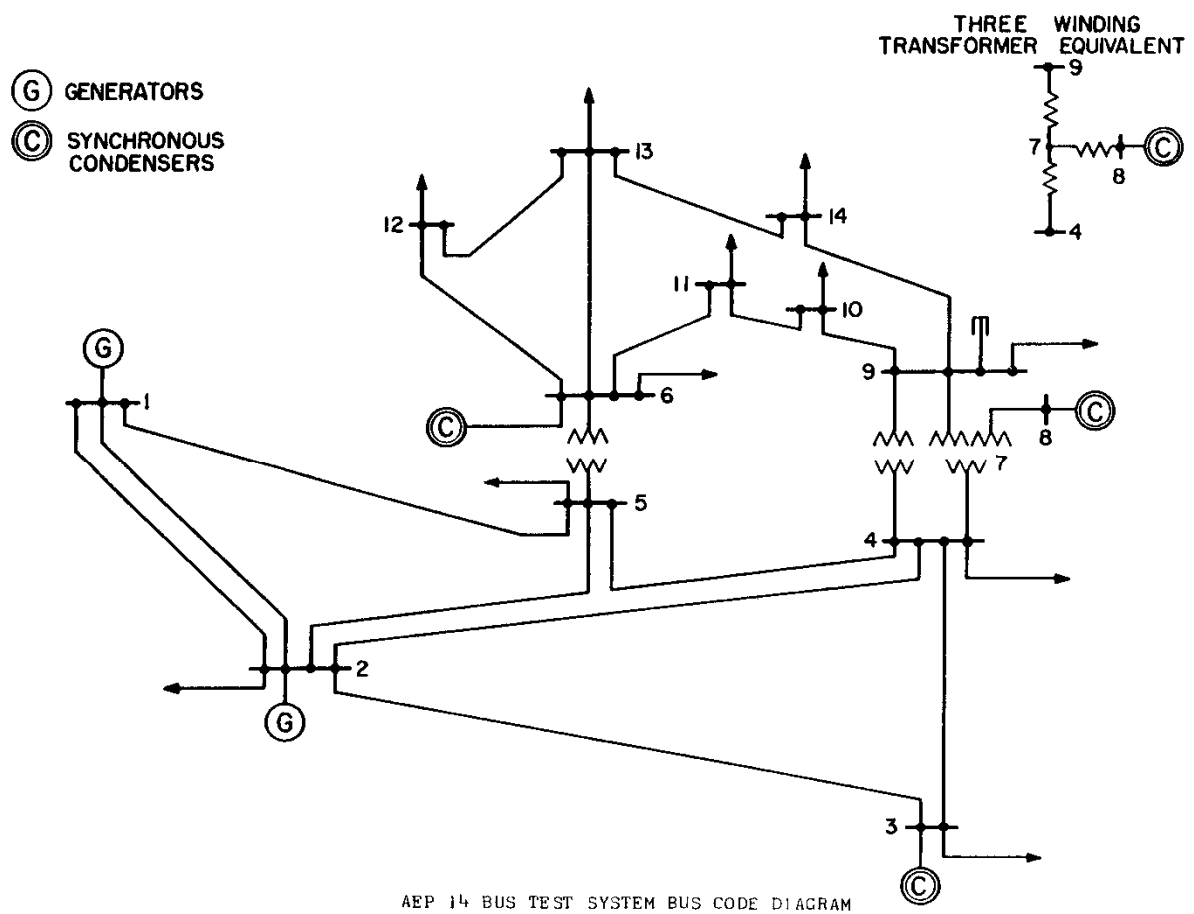 THREE WINDING
TRANSFORMER EQUIVALENT
9
7
C
8
4
G GENERATORS
C SYNCHRONOUS
CONDENSERS
13
12
14
11
10
G
1
9
6
C
C
8
7
5
4
2
G
3
C
AEP 14 BUS TEST SYSTEM BUS CODE DIAGRAM